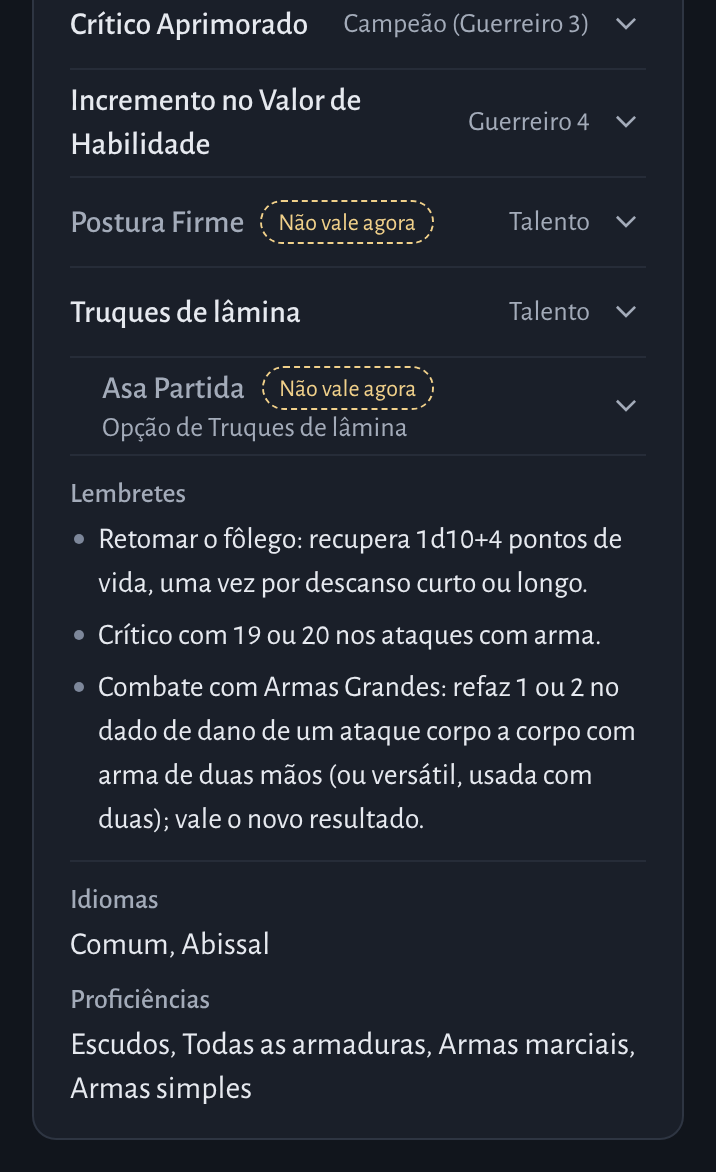 Crítico Aprimorado Campeão (Guerreiro 3)
Incremento no Valor de
Habilidade
Guerreiro 4
Postura Firme Não vale agora Talento
Truques de lâmina Talento
Asa Partida Não vale agora
Opção de Truques de lâmina
Lembretes
• Retomar o fôlego: recupera 1d10+4 pontos de
vida, uma vez por descanso curto ou longo.
• Crítico com 19 ou 20 nos ataques com arma.
• Combate com Armas Grandes: refaz 1 ou 2 no
dado de dano de um ataque corpo a corpo com
arma de duas mãos (ou versátil, usada com
duas); vale o novo resultado.
Idiomas
Comum, Abissal
Proficiências
Escudos, Todas as armaduras, Armas marciais,
Armas simples